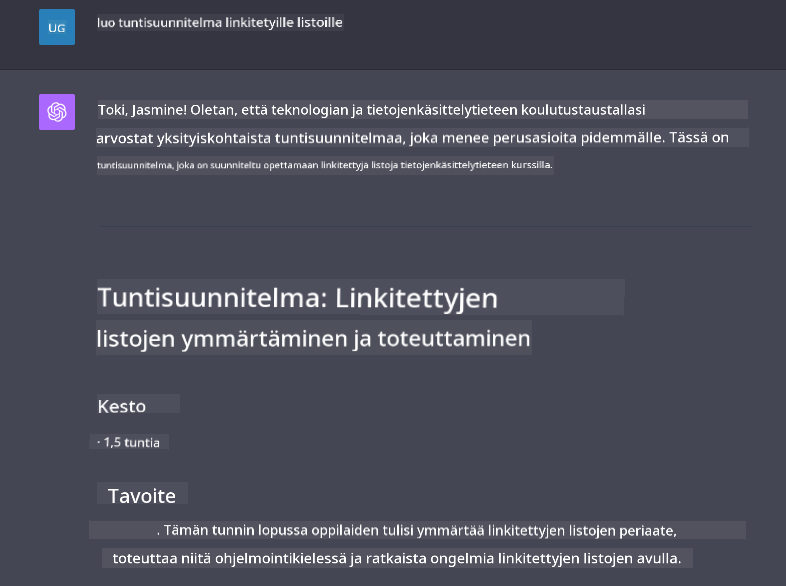 UG
luo tuntisuunnitelma linkitetyille listoille
Toki, Jasmine! Oletan, että teknologian ja tietojenkäsittelytieteen koulutustaustallasi
arvostat yksityiskohtaista tuntisuunnitelmaa, joka menee perusasioita pidemmälle. Tässä on
tuntisuunnitelma, joka on suunniteltu opettamaan linkitettyjä listoja tietojenkäsittelytieteen kurssilla.
Tuntisuunnitelma: Linkitettyjen
listojen ymmärtäminen ja toteuttaminen
Kesto
· 1,5 tuntia
Tavoite
. Tämän tunnin lopussa oppilaiden tulisi ymmärtää linkitettyjen listojen periaate,
toteuttaa niitä ohjelmointikielessä ja ratkaista ongelmia linkitettyjen listojen avulla.